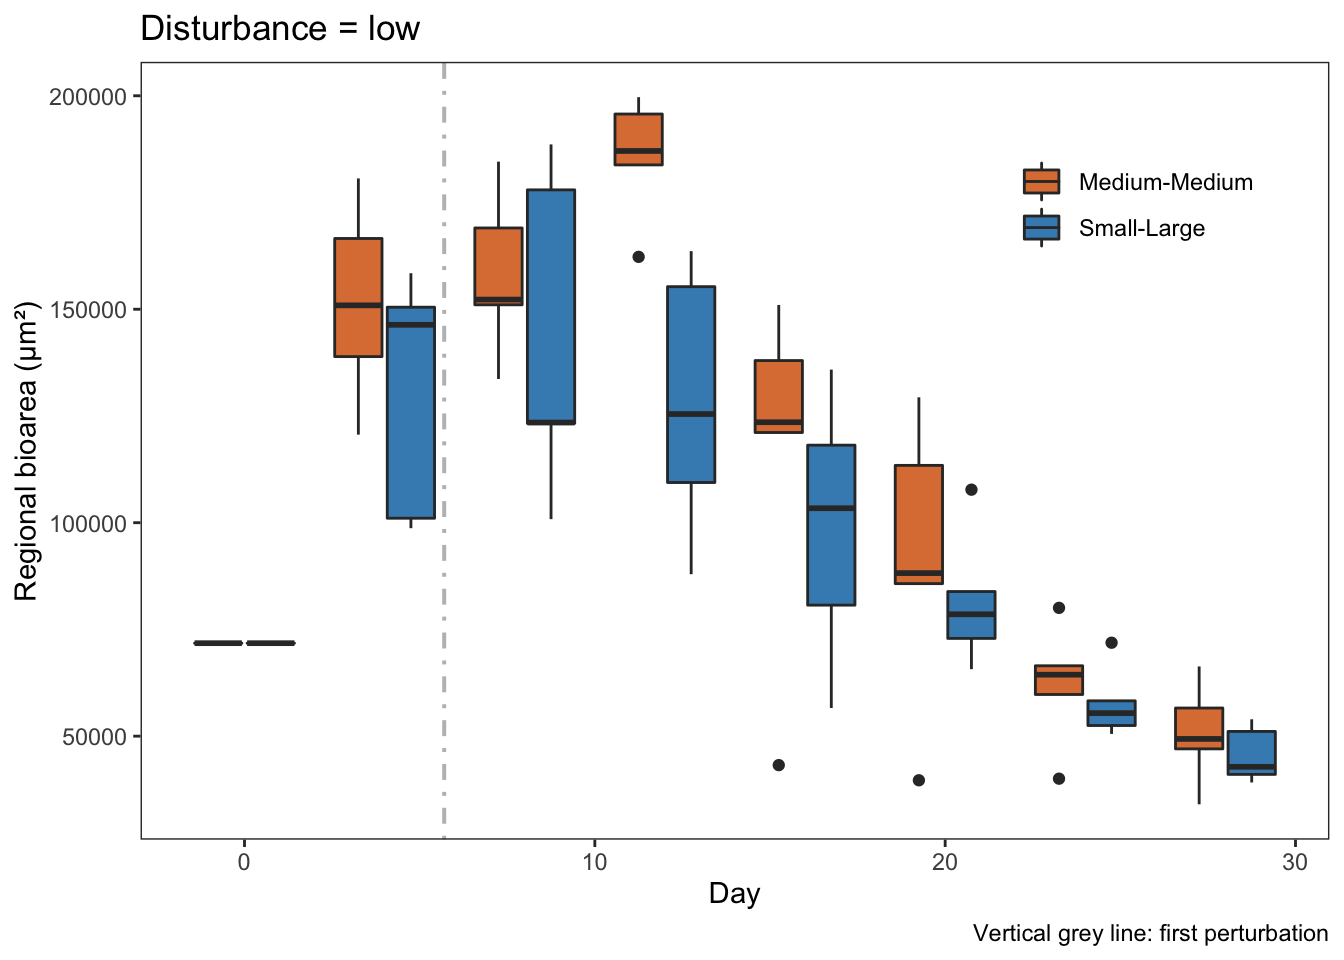 Disturbance = low
Regional bioarea (µm²)
200000
150000
100000
50000
Medium-Medium
Small-Large
0
10
20
30
Day
Vertical grey line: first perturbation